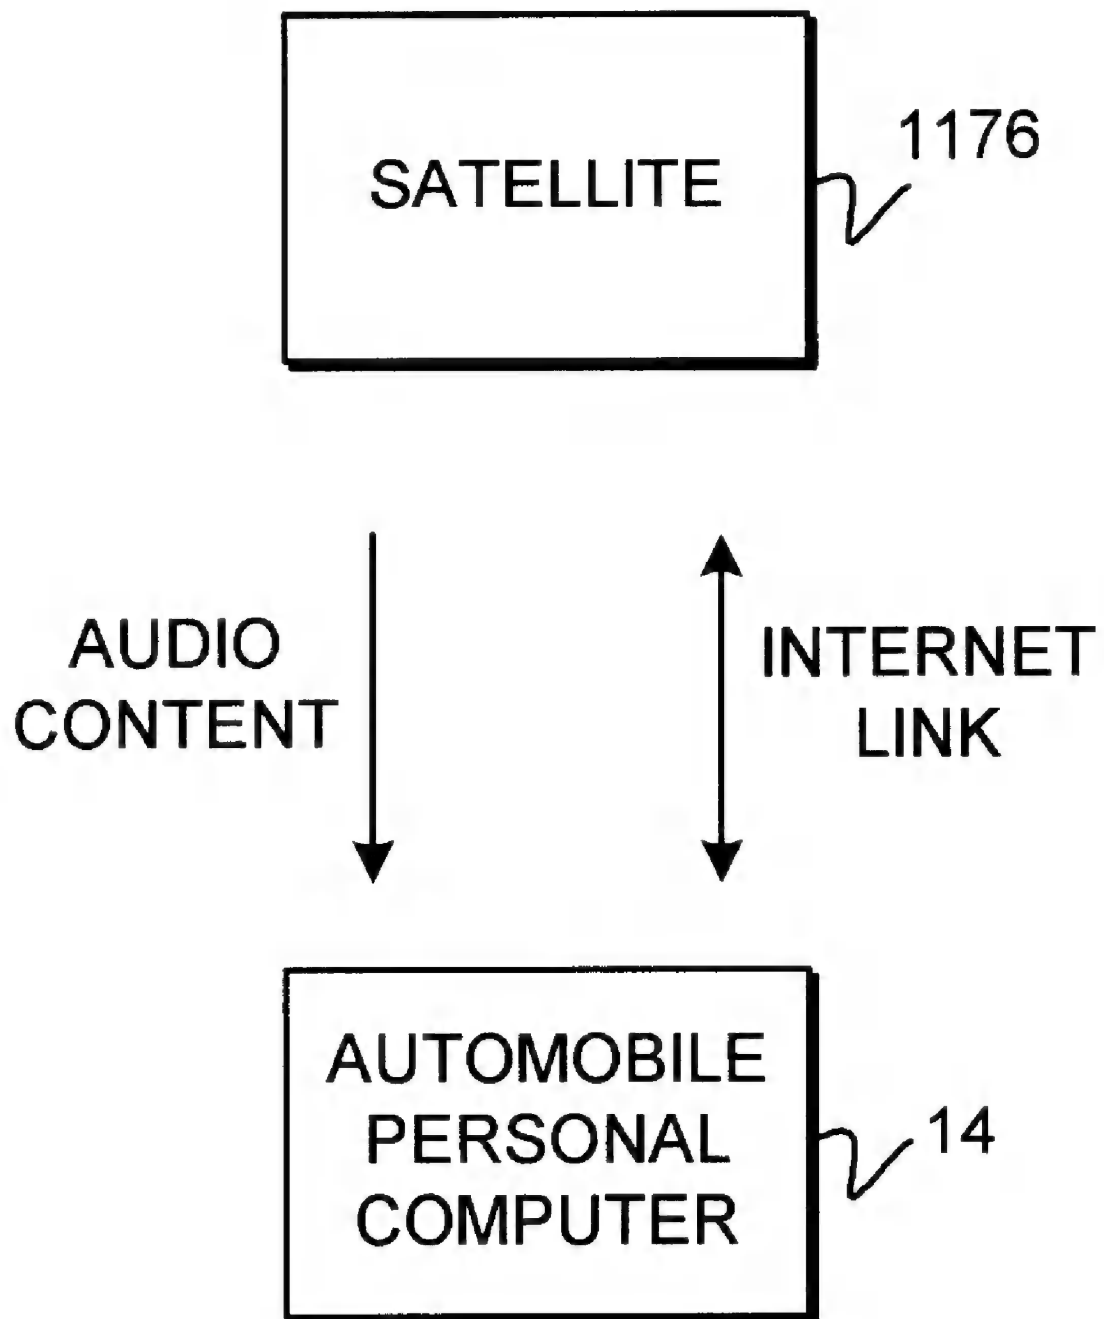 SATELLITE
1176
AUDIO
CONTENT
INTERNET
LINK
AUTOMOBILE
PERSONAL
COMPUTER
14